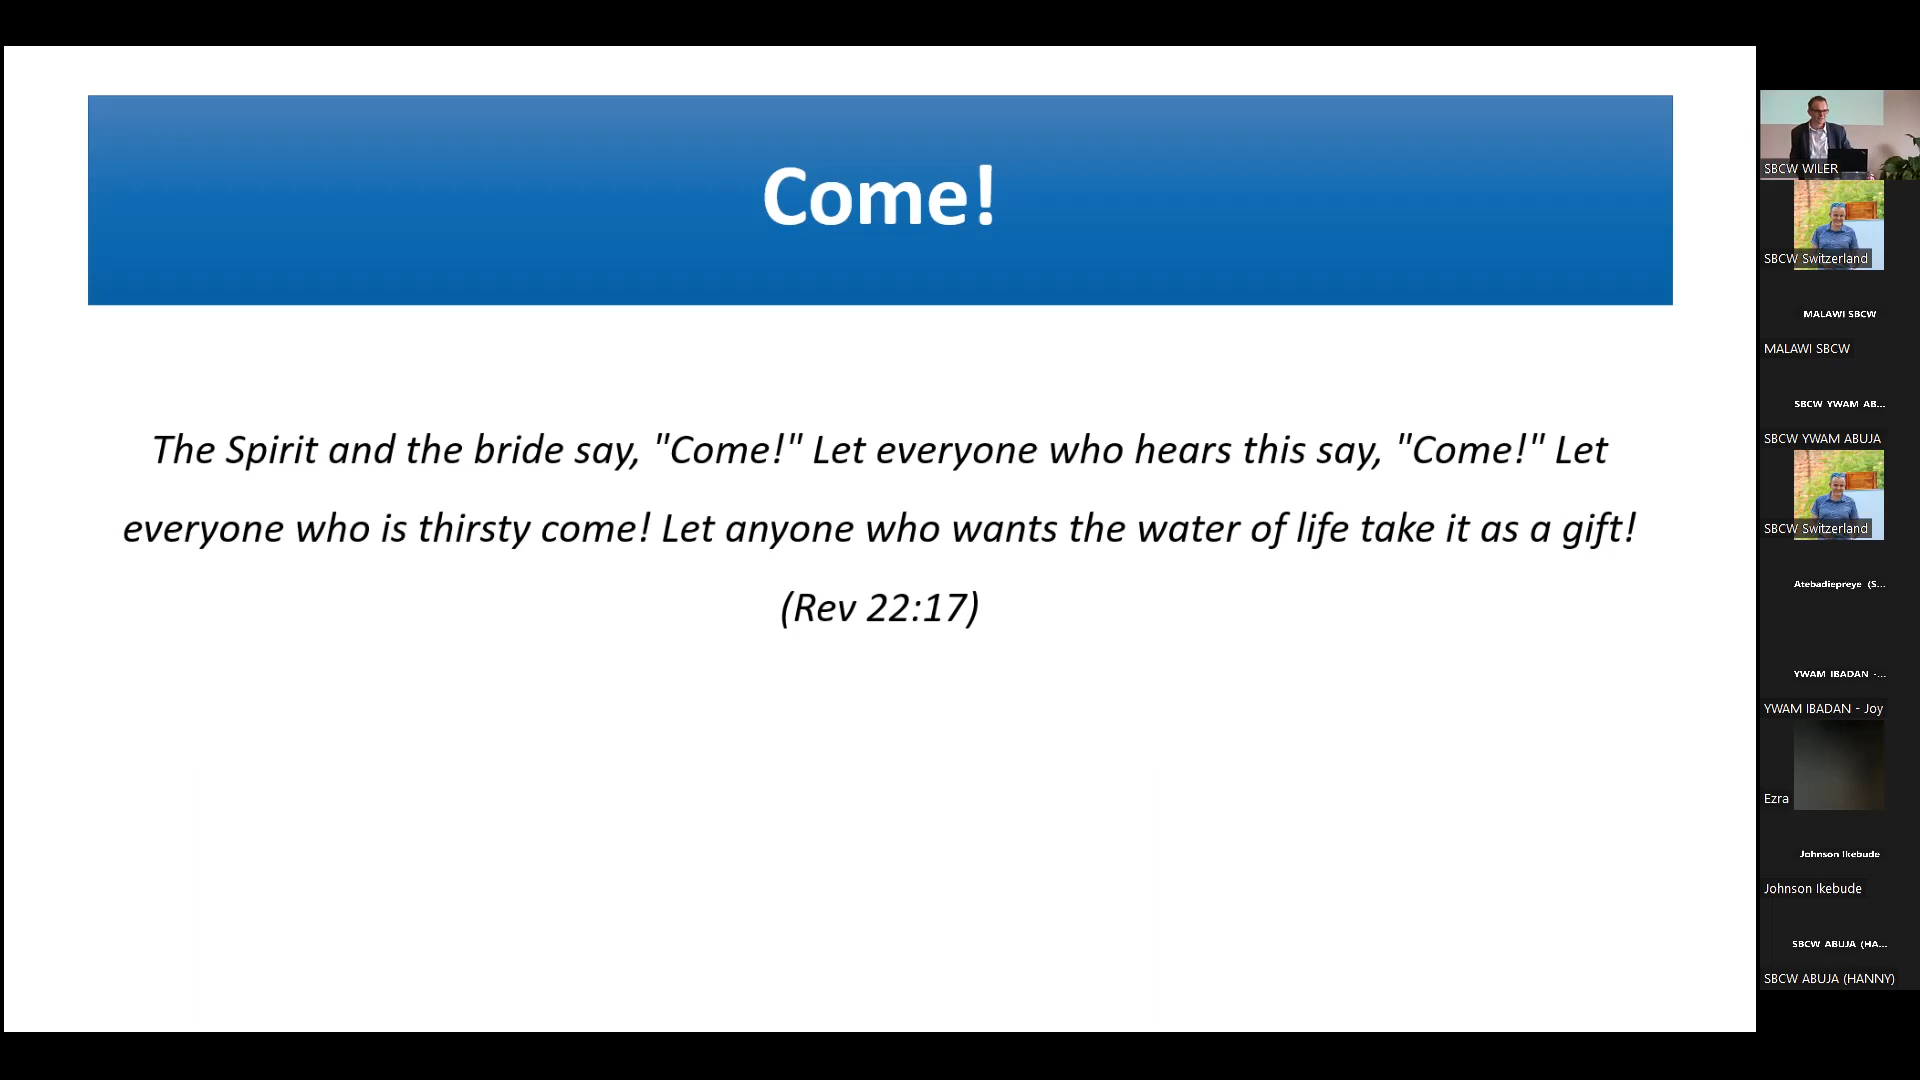 Come!
The Spirit and the bride say, "Come!" Let everyone who hears this say, "Come!" Let
everyone who is thirsty come! Let anyone who wants the water of life take it as a gift!
(Rev 22:17)
SBCW WILER
SBCW Switzerland
MALAWI SBCW
MALAWI SBCW
SBCW YWAM AB...
SBCW YWAM ABUJA
SBCW Switzerland
Atebadiepreye (S...
YWAM IBADAN -...
YWAM IBADAN - Joy
Ezra
Johnson Ikebude
Johnson Ikebude
SBCW ABUJA (HA...
SBCW ABUJA (HANNY)